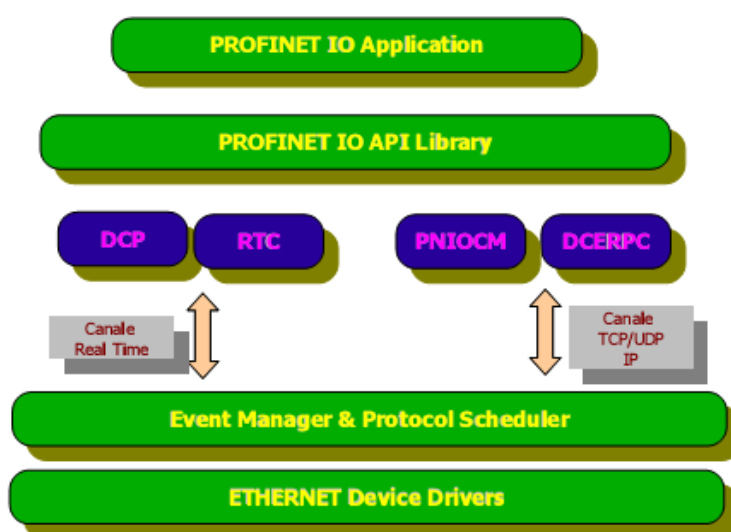 PROFINET IO Application
PROFINET IO API Library
DCP
RTC
PNIOCM
DCERPC
Canale
Real Time
Canale
TCP/UDP
IP
Event Manager & Protocol Scheduler
ETHERNET Device Drivers